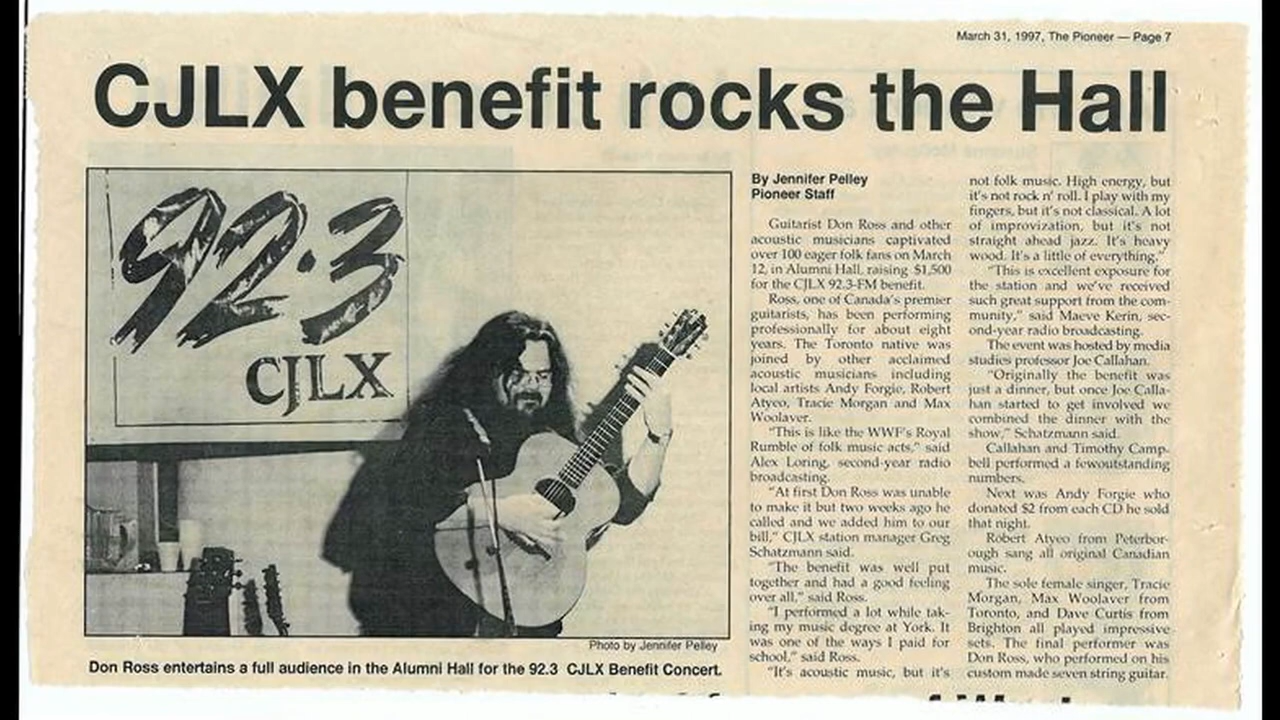 March 31, 1997, The Pioneer — Page 7
CJLX benefit rocks the Hall
92.3
CJLX
Photo by Jennifer Pelley
Don Ross entertains a full audience in the Alumni Hall for the 92.3 CJLX Benefit Concert.
By Jennifer Pelley
Pioneer Staff
Guitarist Don Ross and other
acoustic musicians captivated
over 100 eager folk fans on March
12, in Alumni Hall, raising $1,500
for the CJLX 92.3-FM benefit.
Ross, one of Canada's premier
guitarists, has been performing
professionally for about eight
years. The Toronto native was
joined by other acclaimed
acoustic musicians including
local artists Andy Forgie, Robert
Atyeo, Tracie Morgan and Max
Woolaver.
"This is like the WWF's Royal
Rumble of folk music acts," said
Alex Loring, second-year radio
broadcasting.
"At first Don Ross was unable
to make it but two weeks ago he
called and we added him to our
bill," CJLX station manager Greg
Schatzmann said.
"The benefit was well put
together and had a good feeling
over all," said Ross.
"I performed a lot while tak-
ing my music degree at York. It
was one of the ways I paid for
school," said Ross.
"It's acoustic music, but it's
not folk music. High energy, but
it's not rock n' roll. I play with my
fingers, but it's not classical. A lot
of improvization, but it's not
straight ahead jazz. It's heavy
wood. It's a little of everything."
"This is excellent exposure for
the station and we've received
such great support from the com-
munity," said Maeve Kerin, sec-
ond-year radio broadcasting.
The event was hosted by media
studies professor Joe Callahan.
"Originally the benefit was
just a dinner, but once Joe Calla-
han started to get involved we
combined the dinner with the
show," Schatzmann said.
Callahan and Timothy Camp-
bell performed a fewoutstanding
numbers.
Next was Andy Forgie who
donated $2 from each CD he sold
that night.
Robert Atyeo from Peterbor-
ough sang all original Canadian
music.
The sole female singer, Tracie
Morgan, Max Woolaver from
Toronto, and Dave Curtis from
Brighton all played impressive
sets. The final performer was
Don Ross, who performed on his
custom made seven string guitar.